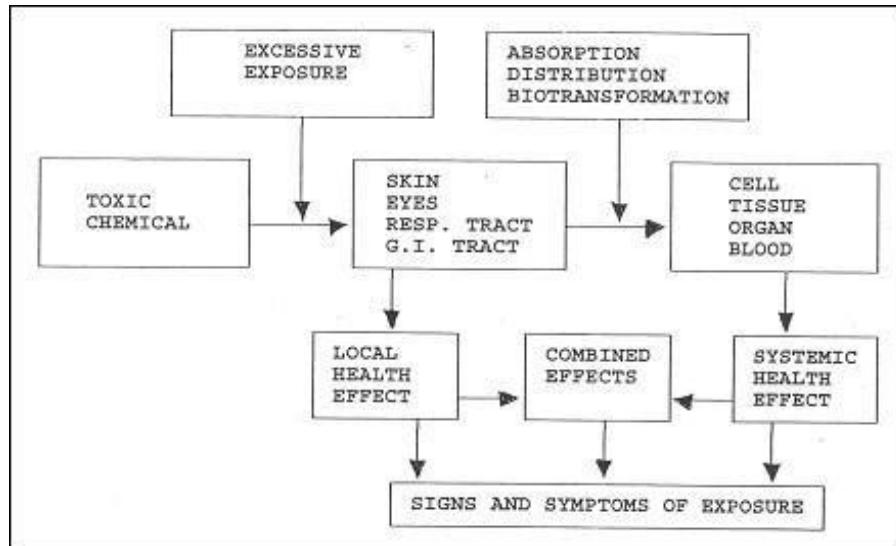 EXCESSIVE
EXPOSURE
ABSORPTION
DISTRIBUTION
BIOTRANSFORMATION
TOXIC
CHEMICAL
SKIN
EYES
RESP. TRACT
G.I. TRACT
CELL
TISSUE
ORGAN
BLOOD
LOCAL
HEALTH
EFFECT
COMBINED
EFFECTS
SYSTEMIC
HEALTH
EFFECT
SIGNS AND SYMPTOMS OF EXPOSURE